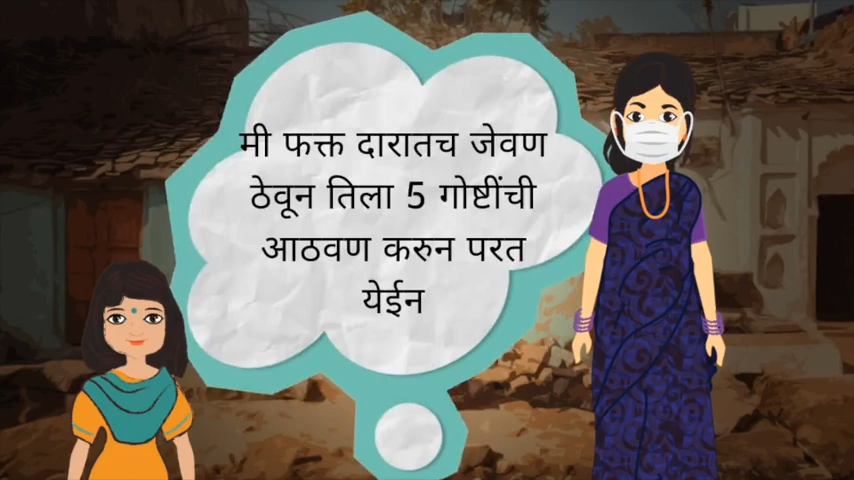 मी फक्त दारातच जेवण
ठेवून तिला 5 गोष्टींची
आठवण करुन परत
येईन